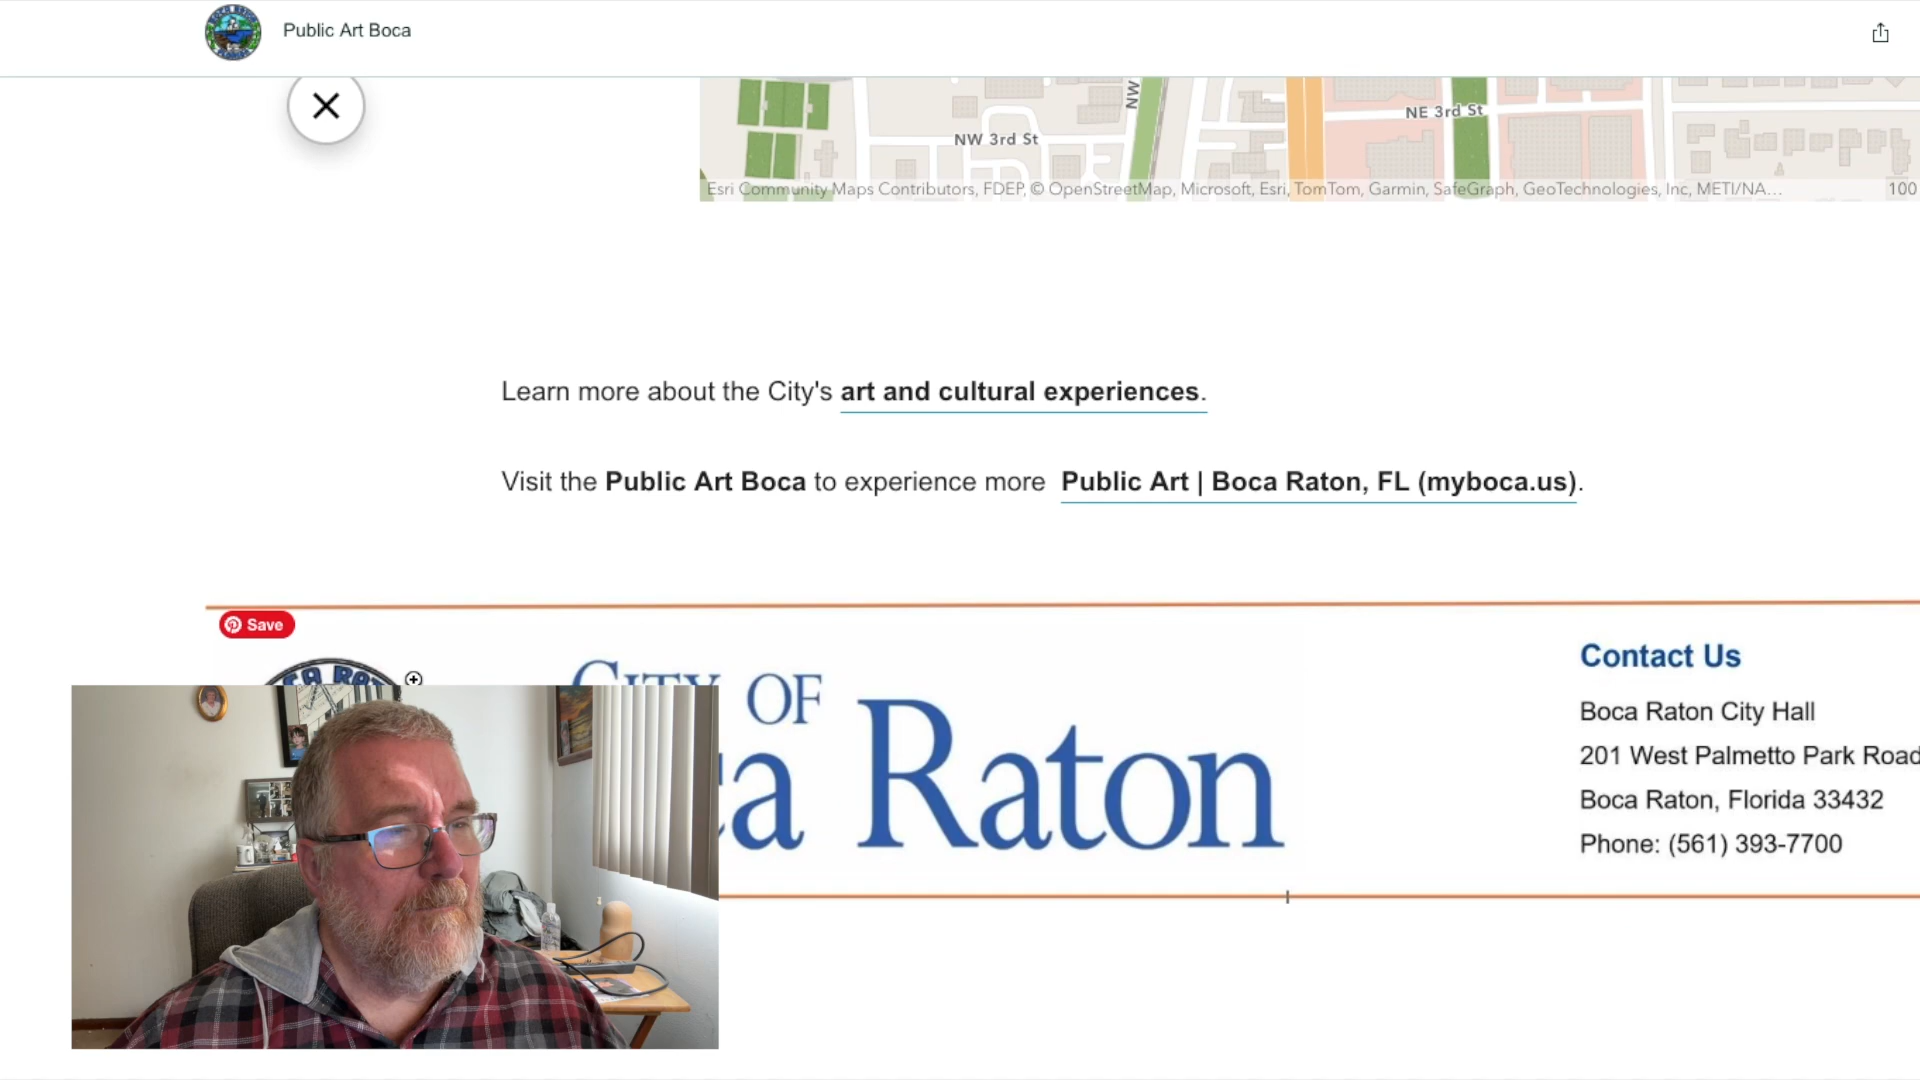 Public Art Boca
NW
NE 3rd St
NW 3rd St
Esri Community Maps Contributors, FDEP, © OpenStreetMap, Microsoft, Esri, TomTom, Garmin, SafeGraph, GeoTechnologies, Inc, METI/NA...
100
Learn more about the City's art and cultural experiences.
Visit the Public Art Boca to experience more Public Art | Boca Raton, FL (myboca.us).
Save
CITY OF
a Raton
Contact Us
Boca Raton City Hall
201 West Palmetto Park Road
Boca Raton, Florida 33432
Phone: (561) 393-7700